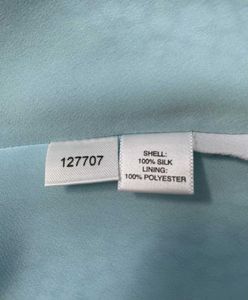 127707
SHELL:
100% SILK
LINING:
100% POLYESTER